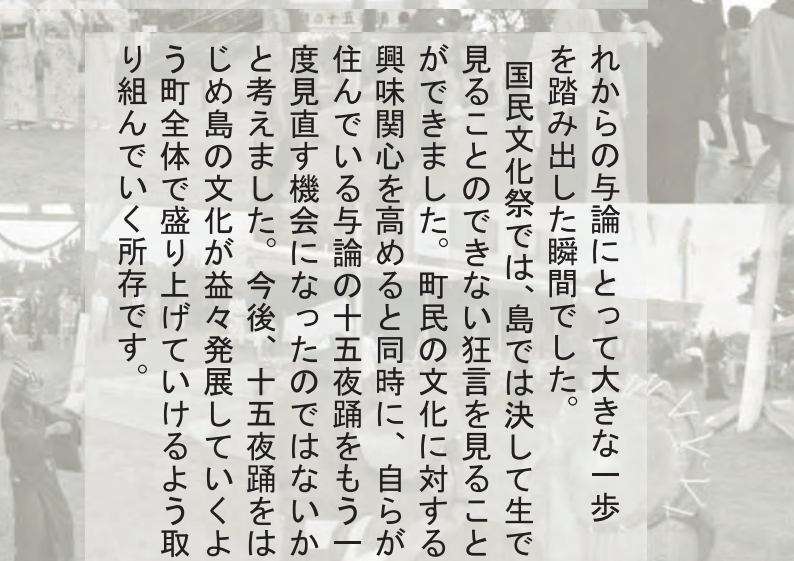 れからの与論にとって大きな一歩
を踏み出した瞬間でした。
国民文化祭では、島では決して生で
見ることのできない狂言を見ること
ができました。町民の文化に対する
興味関心を高めると同時に、自らが
住んでいる与論の十五夜踊をもう一
度見直す機会になったのではないか
と考えました。今後、十五夜踊をは
じめ島の文化が益々発展していくよ
う町全体で盛り上げていけるよう取
り組んでいく所存です。